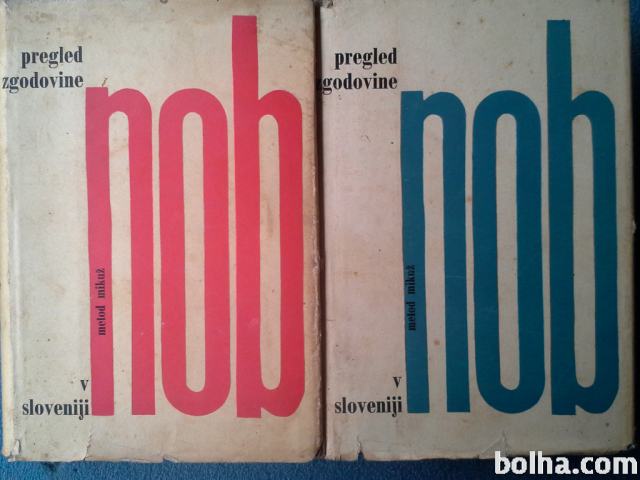 pregled
zgodovine
nob
metod mikuž
v
sloveniji
pregled
zgodovine
nob
metod mikuž
v
sloveniji
bolha.com